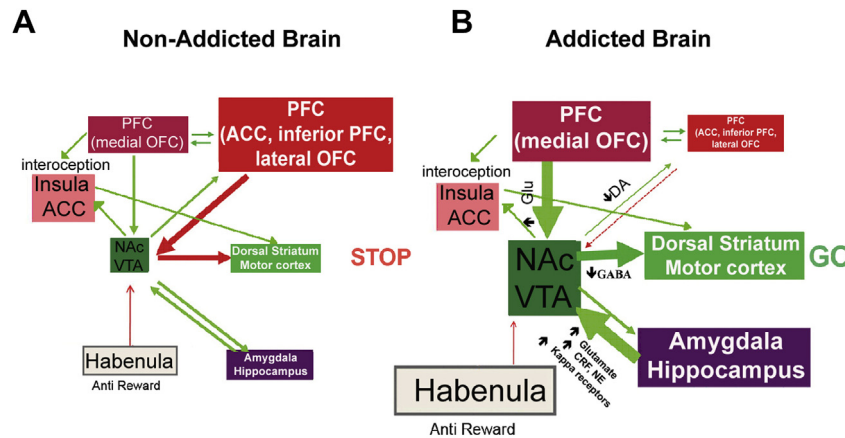 A
Non-Addicted Brain
PFC
(medial OFC)
PFC
(ACC, inferior PFC,
lateral OFC
interoception
Insula
ACC
NAc
VTA
Dorsal Striatum
Motor cortex
STOP
Habenula
Anti Reward
Amygdala
Hippocampus
B
Addicted Brain
PFC
(medial OFC)
PFC
(ACC, inferior PFC,
lateral OFC
interoception
Insula
ACC
Glu
DA
NAc
VTA
GABA
Dorsal Striatum
Motor cortex
GO
Glutamate
CRF, NE
Kappa receptors
Amygdala
Hippocampus
Habenula
Anti Reward